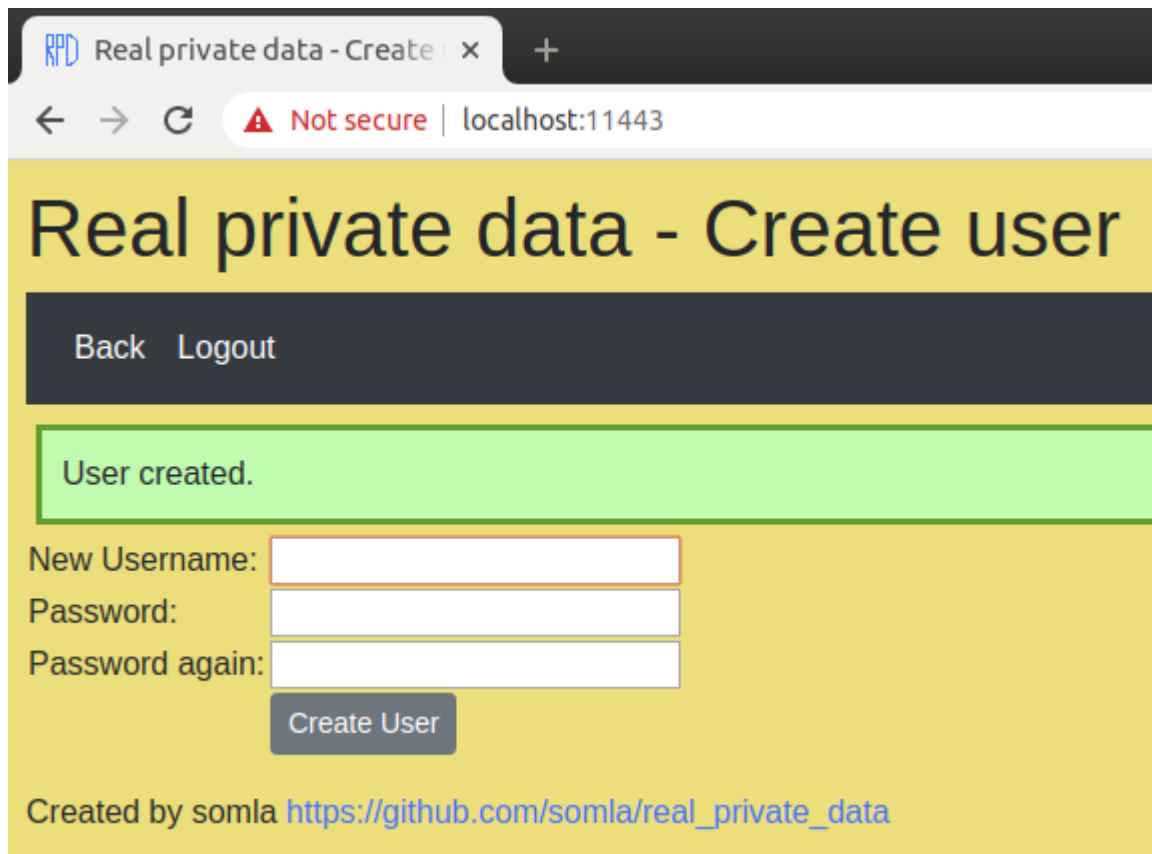 RPD Real private data - Create
Not secure localhost:11443
Real private data - Create user
Back Logout
User created.
New Username:
Password:
Password again:
Create User
Created by somla https://github.com/somla/real_private_data